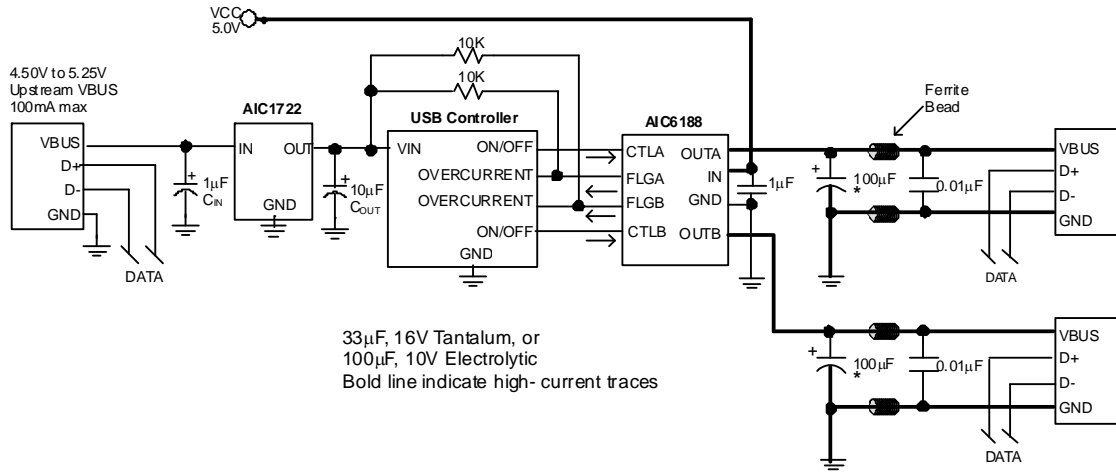 VCC
5.0V
10K
10K
4.50V to 5.25V
Upstream VBUS
100mA max
AIC1722
USB Controller
AIC6188
Ferrite
Bead
VBUS
D+
D-
GND
DATA
+
1μF
CIN
IN
OUT
GND
+
10μF
COUT
VIN
ON/OFF
OVERCURRENT
OVERCURRENT
ON/OFF
GND
CTLA
FLGA
FLGB
CTLB
OUTA
IN
GND
OUTB
1μF
+
100μF
*
0.01μF
VBUS
D+
D-
GND
DATA
33μF, 16V Tantalum, or
100μF, 10V Electrolytic
Bold line indicate high- current traces
+
100μF
*
0.01μF
VBUS
D+
D-
GND
DATA